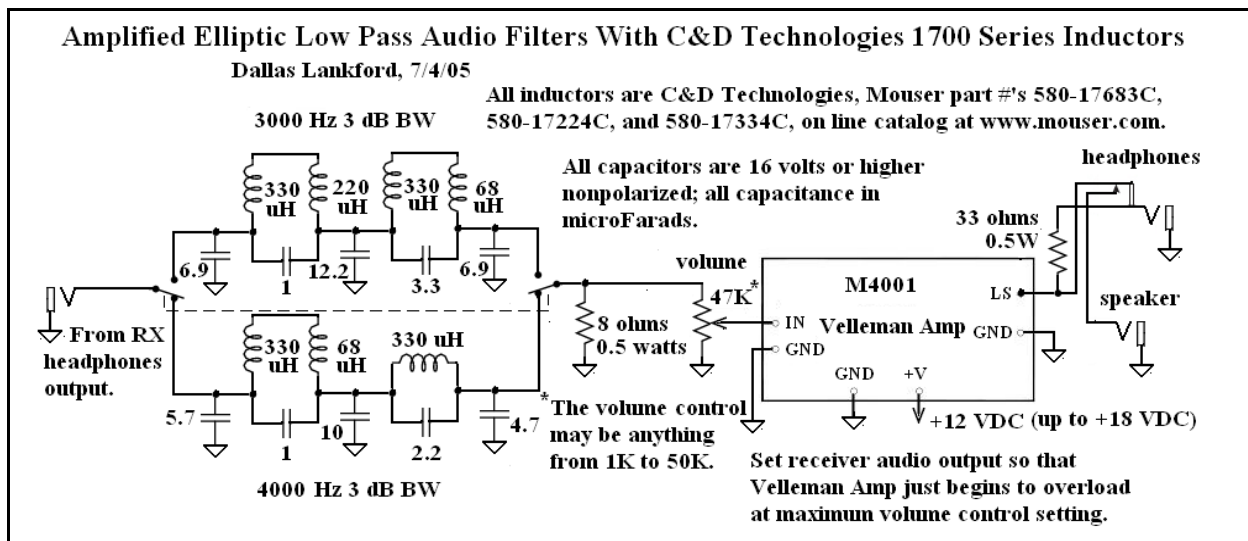 Amplified Elliptic Low Pass Audio Filters With C&D Technologies 1700 Series Inductors
Dallas Lankford, 7/4/05
All inductors are C&D Technologies, Mouser part #'s 580-17683C,
580-17224C, and 580-17334C, on line catalog at www.mouser.com.
3000 Hz 3 dB BW
All capacitors are 16 volts or higher
nonpolarized; all capacitance in
microFarads.
headphones
330
uH
220
uH
330
uH
68
uH
33 ohms
0.5W
6.9
12.2
6.9
1
3.3
volume
47K*
M4001
LS
speaker
From RX
headphones
output.
8 ohms
0.5 watts
IN
Velleman Amp
GND
GND
330
uH
68
uH
330 uH
GND
+V
5.7
10
4.7
1
2.2
*The volume control
may be anything
from 1K to 50K.
+12 VDC (up to +18 VDC)
4000 Hz 3 dB BW
Set receiver audio output so that
Velleman Amp just begins to overload
at maximum volume control setting.